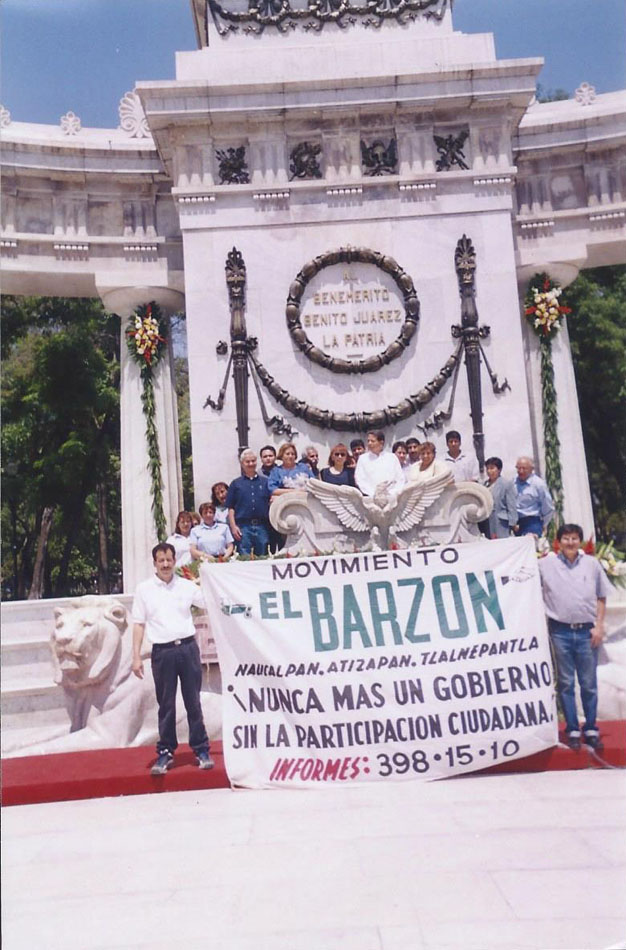 AL
BENEMERITO
BENITO JUAREZ
LA PATRIA
MOVIMIENTO
EL BARZON
NAUCALPAN. ATIZAPAN. TLALNEPANTLA
¡NUNCA MAS UN GOBIERNO
SIN LA PARTICIPACION CIUDADANA.
INFORMES: 398·15·10